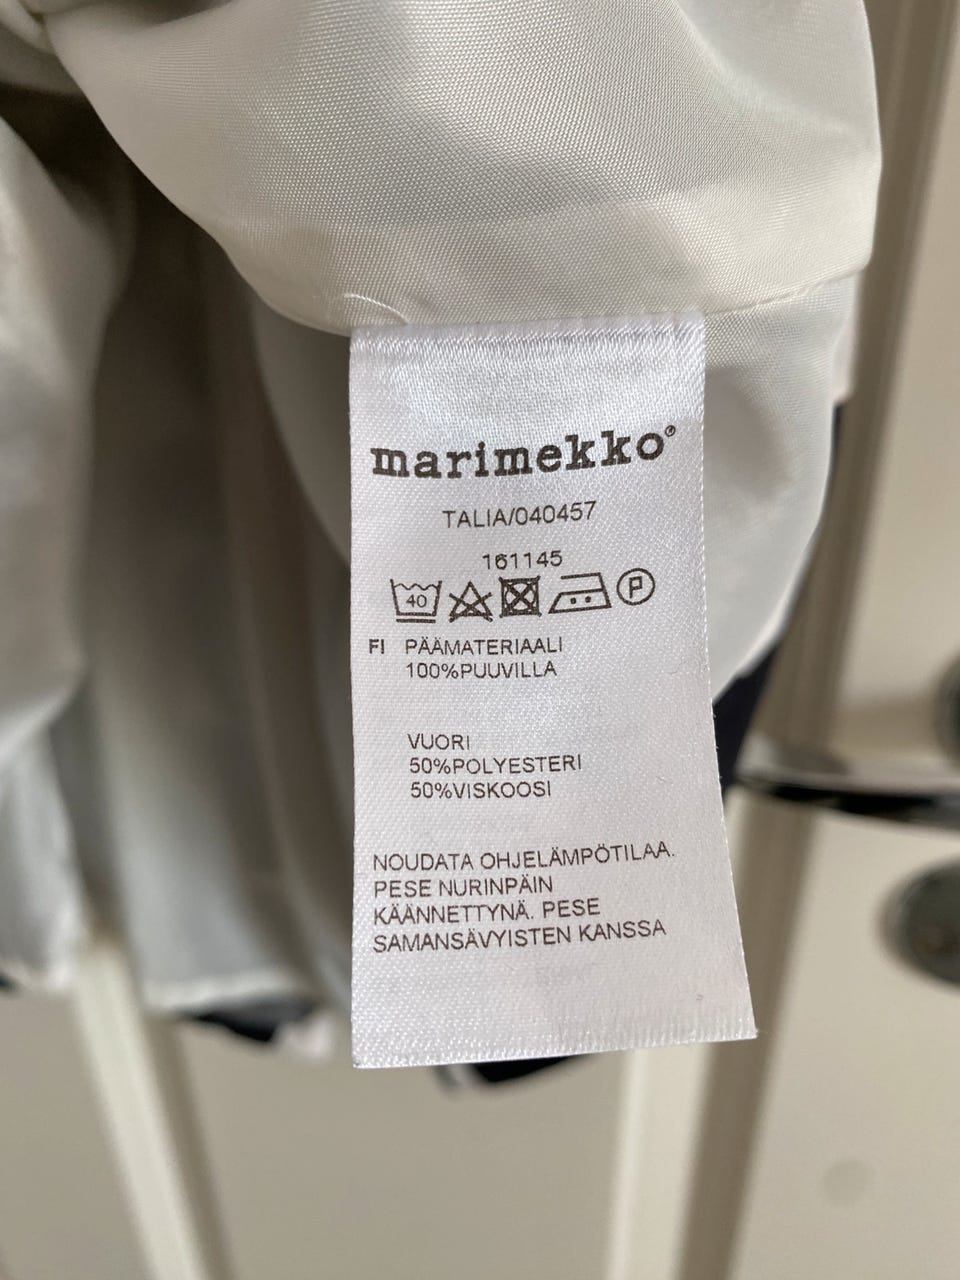 marimekko®
TALIA/040457
161145
40 P
FI PÄÄMATERIAALI
100%PUUVILLA
VUORI
50%POLYESTERI
50%VISKOOSI
NOUDATA OHJELÄMPÖTILAA.
PESE NURINPÄIN
KÄÄNNETTYNÄ. PESE
SAMANSÄVYISTEN KANSSA